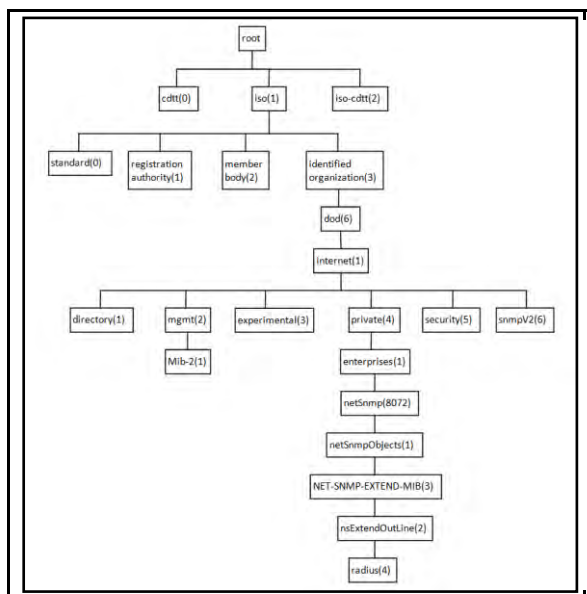 root
cdtt(0)
iso(1)
iso-cdtt(2)
standard(0)
registration
authority(1)
member
body(2)
identified
organization(3)
dod(6)
internet(1)
directory(1)
mgmt(2)
experimental(3)
private(4)
security(5)
snmpV2(6)
Mib-2(1)
enterprises(1)
netSnmp(8072)
netSnmpObjects(1)
NET-SNMP-EXTEND-MIB(3)
nsExtendOutLine(2)
radius(4)